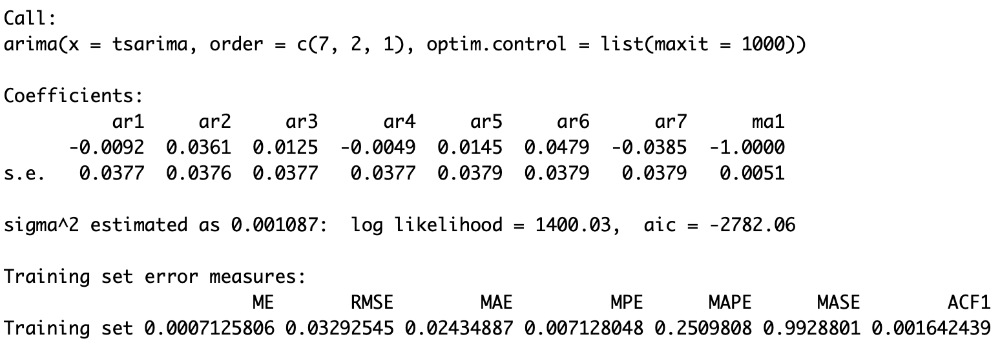 Call:
arima(x = tsarima, order = c(7, 2, 1), optim.control = list(maxit = 1000))
Coefficients:
ar1 ar2 ar3 ar4 ar5 ar6 ar7 ma1
-0.0092 0.0361 0.0125 -0.0049 0.0145 0.0479 -0.0385 -1.0000
s.e. 0.0377 0.0376 0.0377 0.0377 0.0379 0.0379 0.0379 0.0051
sigma^2 estimated as 0.001087: log likelihood = 1400.03, aic = -2782.06
Training set error measures:
ME RMSE MAE MPE MAPE MASE ACF1
Training set 0.0007125806 0.03292545 0.02434887 0.007128048 0.2509808 0.9928801 0.001642439